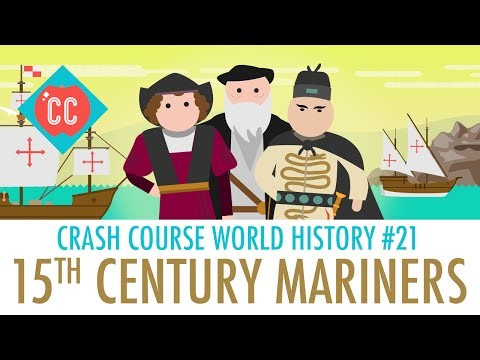 CC
CRASH COURSE WORLD HISTORY #21
15TH CENTURY MARINERS